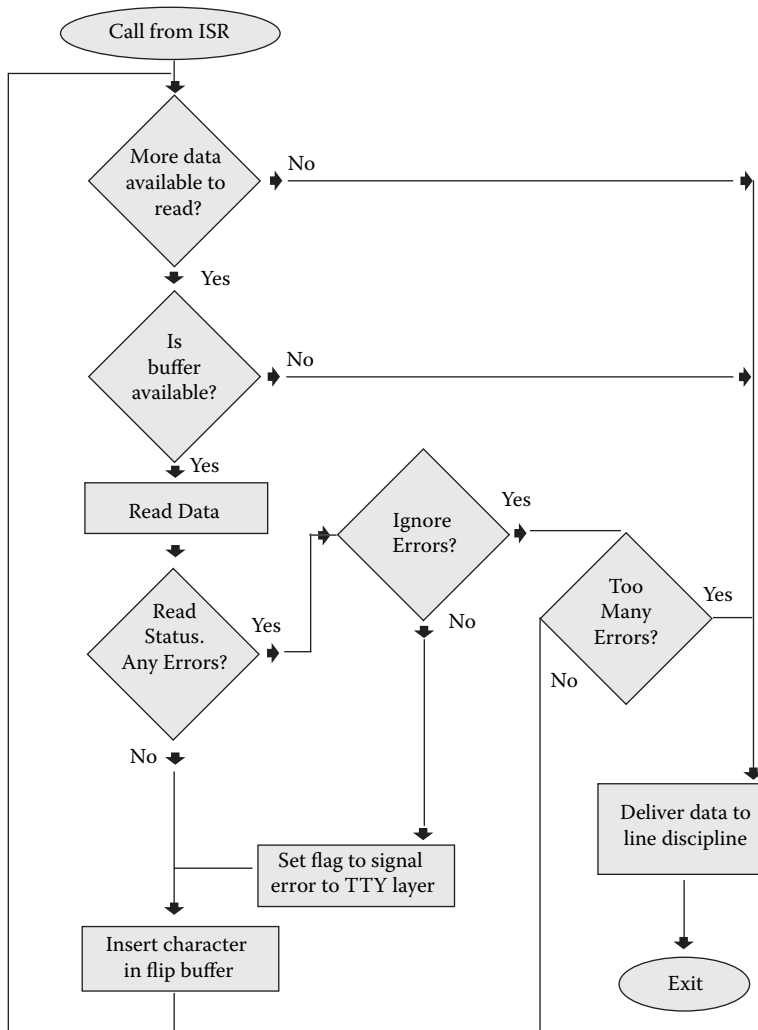 Call from ISR
More data
available to
read?
No
Yes
Is
buffer
available?
No
Yes
Read Data
Ignore
Errors?
Yes
No
Read
Status.
Any Errors?
Yes
No
Too
Many
Errors?
Yes
No
Set flag to signal
error to TTY layer
Deliver data to
line discipline
Insert character
in flip buffer
Exit